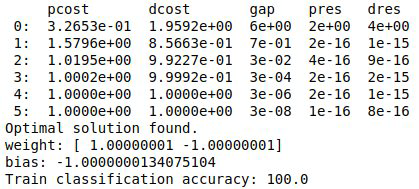 pcost       dcost       gap    pres   dres
 0:  3.2653e-01  1.9592e+00  6e+00  2e+00  4e+00
 1:  1.5796e+00  8.5663e-01  7e-01  2e-16  1e-15
 2:  1.0195e+00  9.9227e-01  3e-02  4e-16  9e-16
 3:  1.0002e+00  9.9992e-01  3e-04  2e-16  2e-15
 4:  1.0000e+00  1.0000e+00  3e-06  2e-16  1e-15
 5:  1.0000e+00  1.0000e+00  3e-08  1e-16  8e-16
Optimal solution found.
weight: [ 1.00000001 -1.00000001]
bias: -1.0000000134075104
Train classification accuracy: 100.0